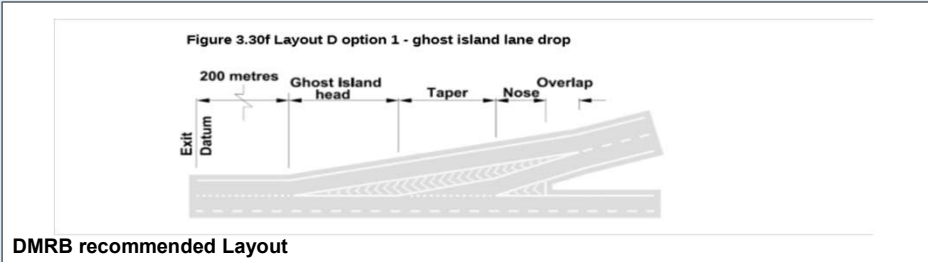 Figure 3.30f Layout D option 1 - ghost island lane drop
200 metres
Ghost Island
head
Taper
Nose
Overlap
Exit
Datum
DMRB recommended Layout